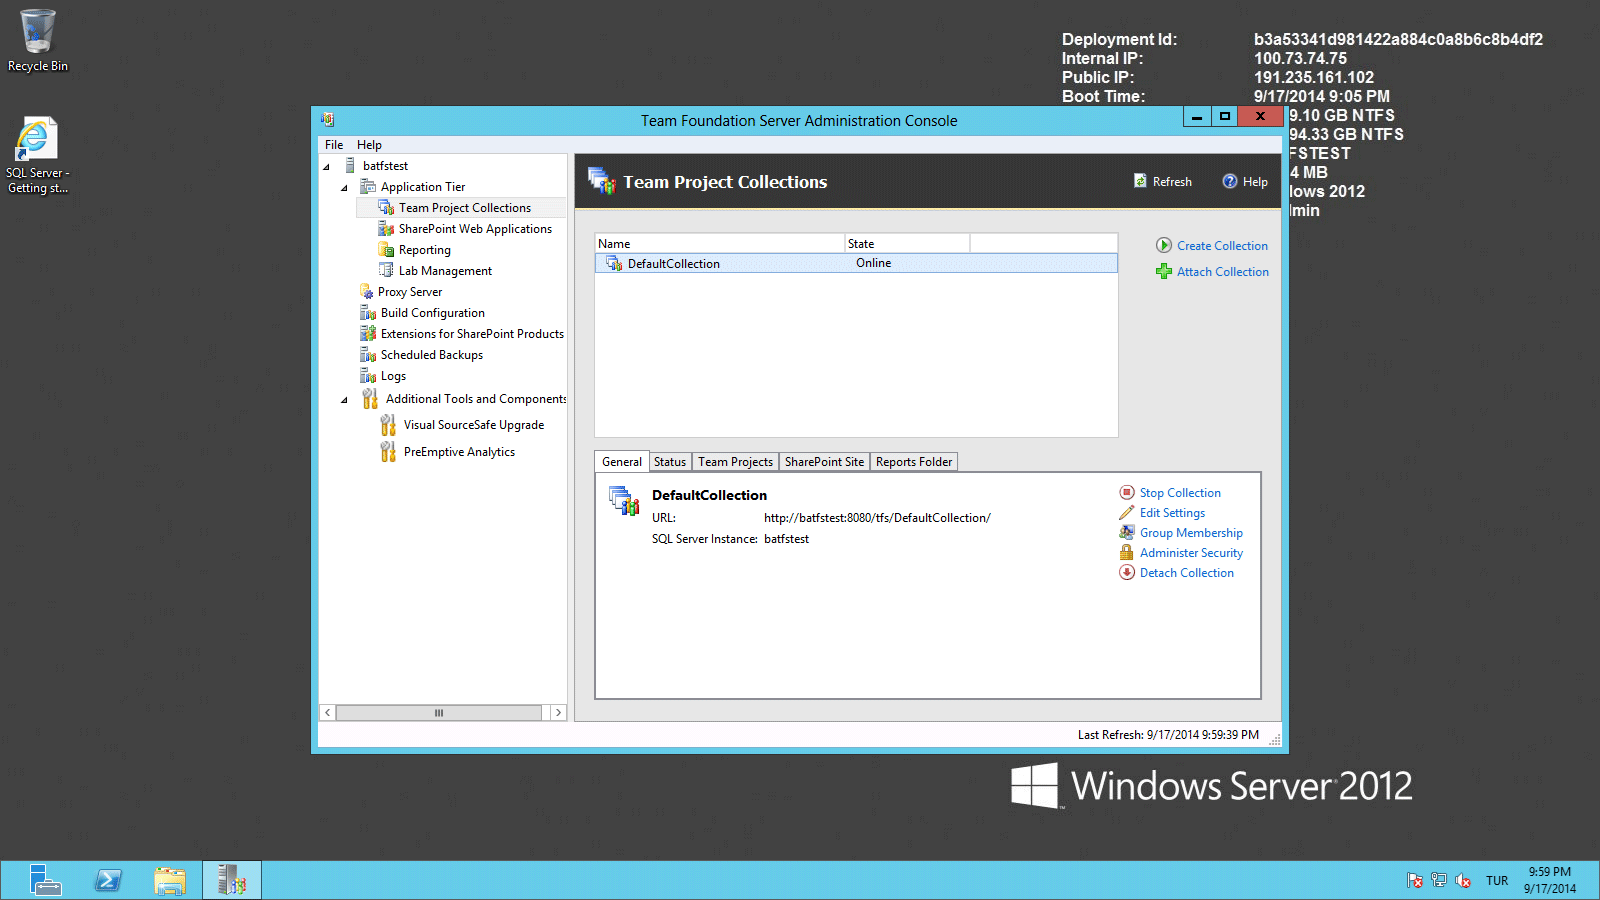 Recycle Bin
SQL Server -
Getting st...
Deployment Id: b3a53341d981422a884c0a8b6c8b4df2
Internal IP: 100.73.74.75
Public IP: 191.235.161.102
Boot Time: 9/17/2014 9:05 PM
9.10 GB NTFS
94.33 GB NTFS
FSTEST
4 MB
lows 2012
lmin
Team Foundation Server Administration Console
File Help
batfstest
Application Tier
Team Project Collections
SharePoint Web Applications
Reporting
Lab Management
Proxy Server
Build Configuration
Extensions for SharePoint Products
Scheduled Backups
Logs
Additional Tools and Components
Visual SourceSafe Upgrade
PreEmptive Analytics
Team Project Collections
Refresh
Help
Name State
DefaultCollection Online
Create Collection
Attach Collection
General Status Team Projects SharePoint Site Reports Folder
DefaultCollection
URL: http://batfstest:8080/tfs/DefaultCollection/
SQL Server Instance: batfstest
Stop Collection
Edit Settings
Group Membership
Administer Security
Detach Collection
Last Refresh: 9/17/2014 9:59:39 PM
Windows Server 2012
TUR
9:59 PM
9/17/2014